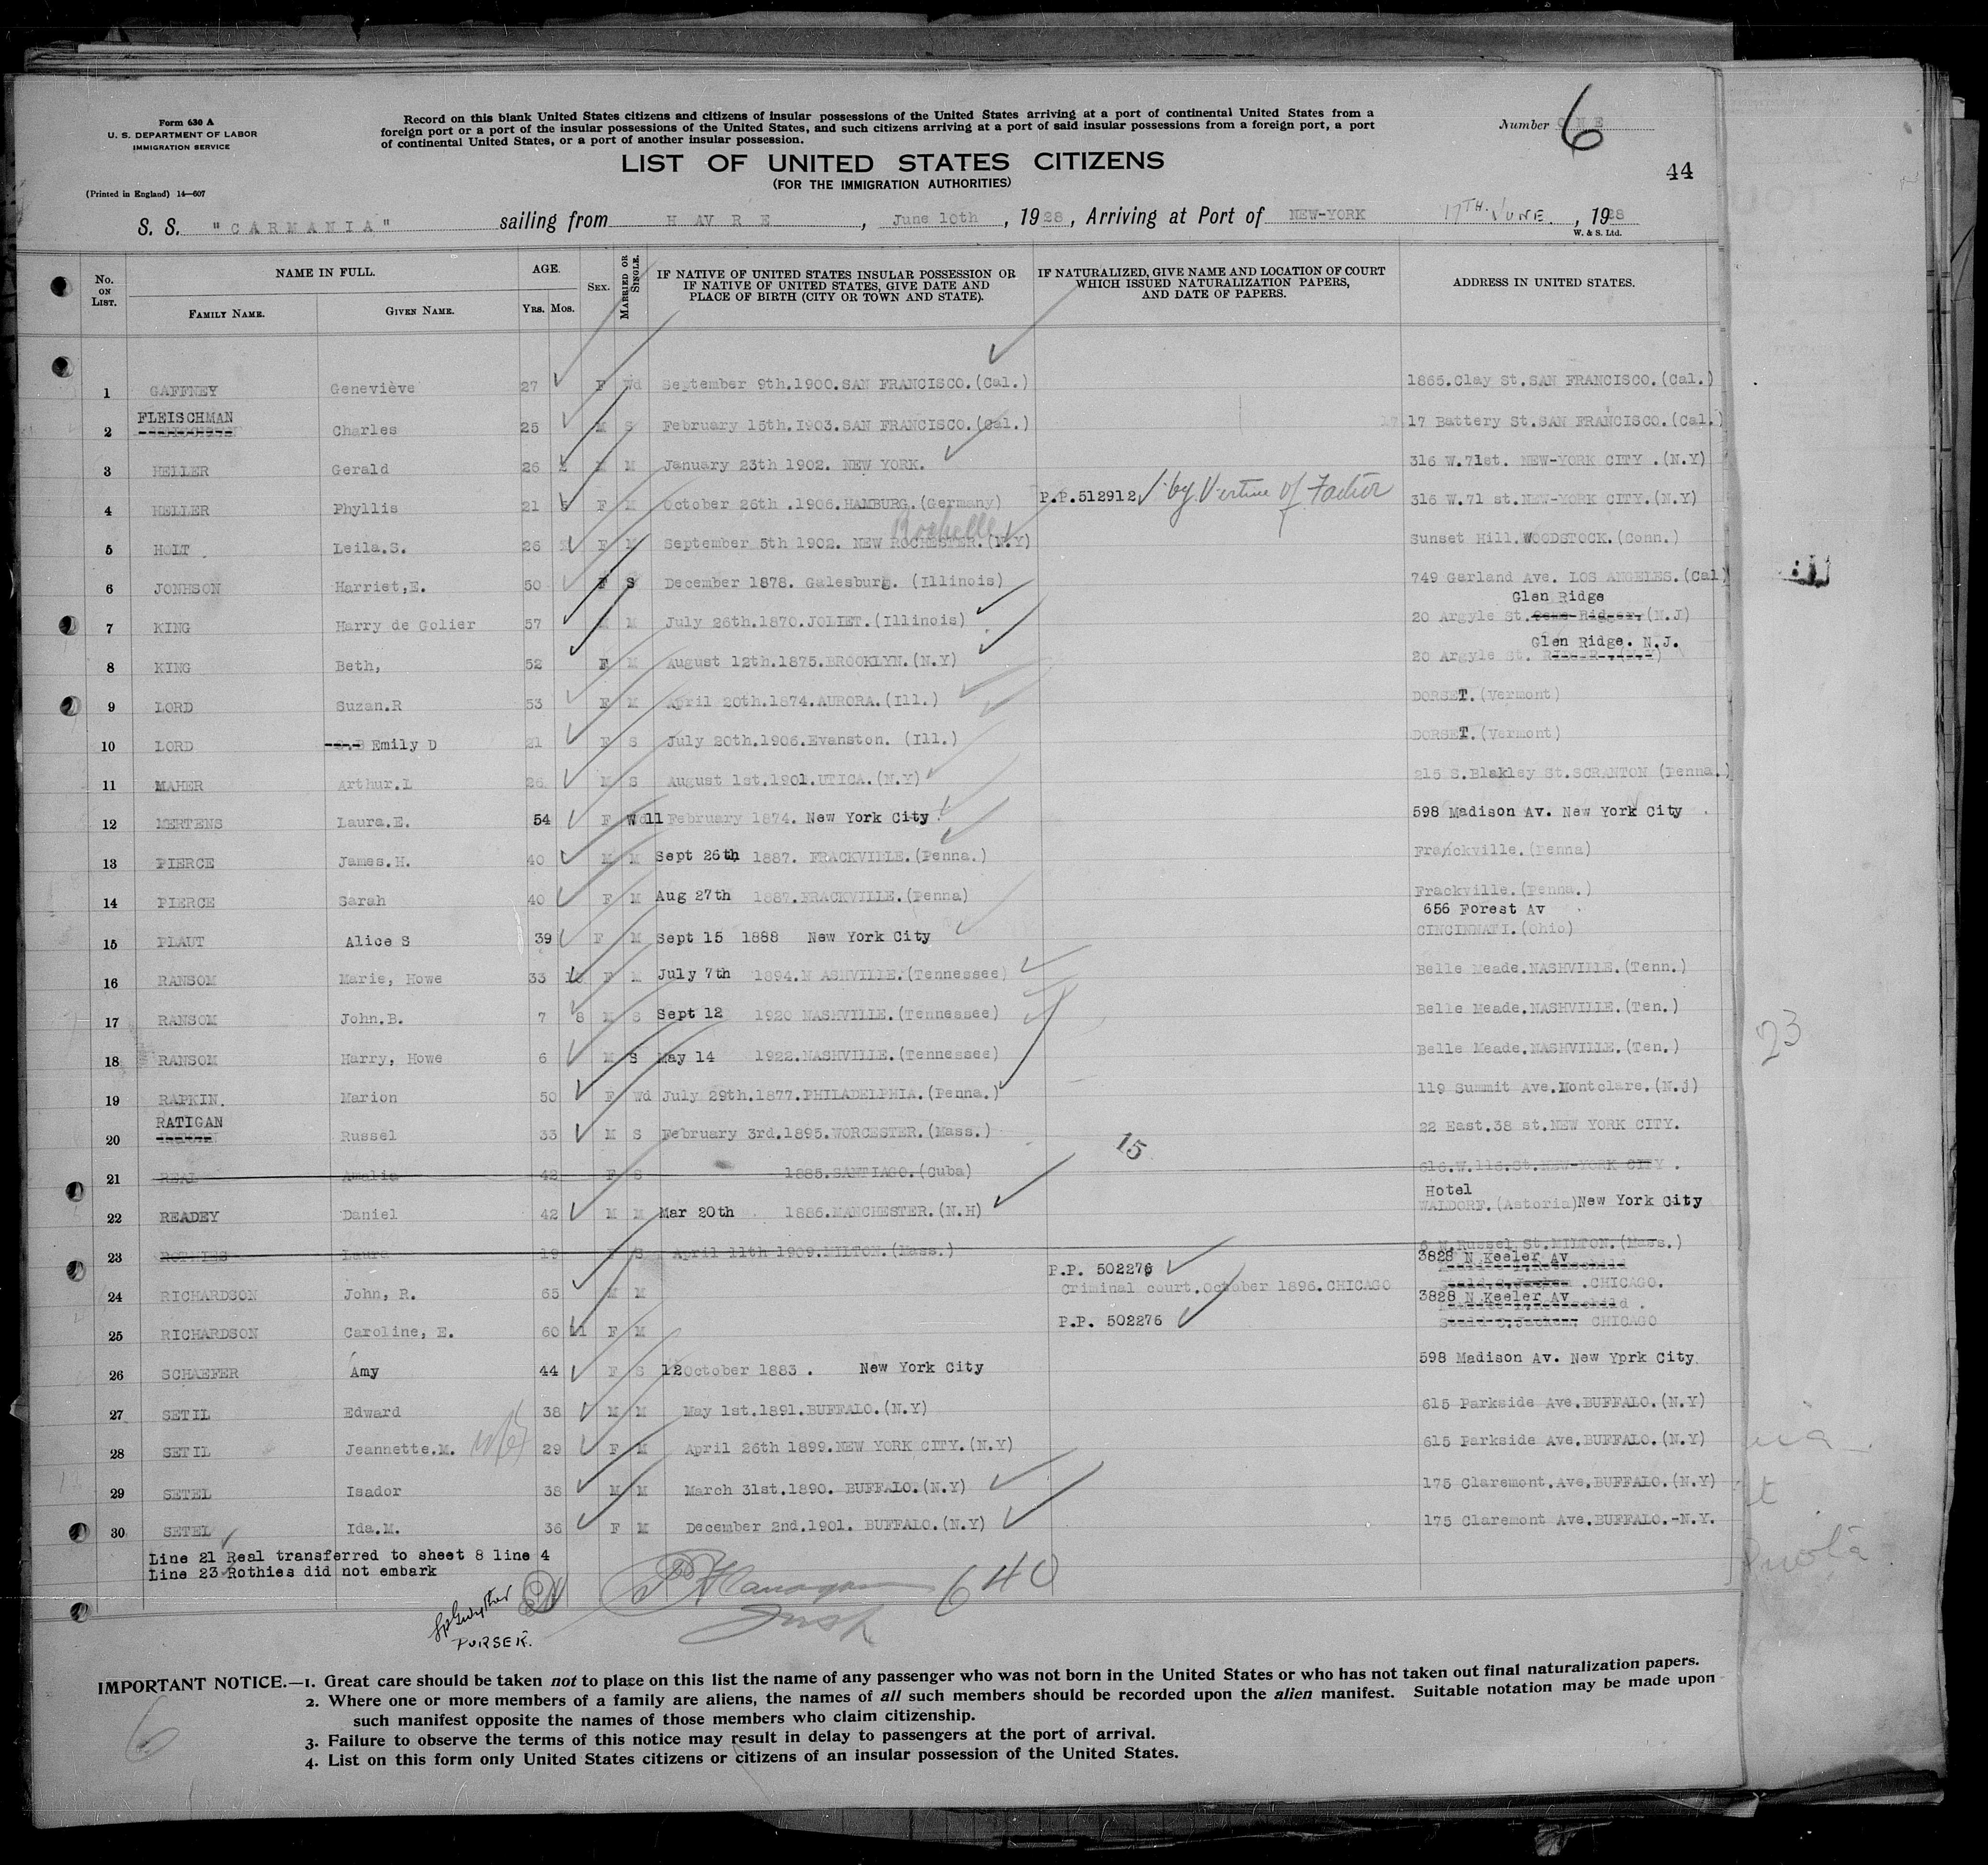 Form 630 A
U. S. DEPARTMENT OF LABOR
IMMIGRATION SERVICE
(Printed in England) 14—607
Record on this blank United States citizens and citizens of insular possessions of the United States arriving at a port of continental United States from a
foreign port or a port of the insular possessions of the United States, and such citizens arriving at a port of said insular possessions from a foreign port, a port
of continental United States, or a port of another insular possession.
Number ONE 6
44
LIST OF UNITED STATES CITIZENS
(FOR THE IMMIGRATION AUTHORITIES)
S. S. "CARMANIA" sailing from HAVRE, June 10th, 1928, Arriving at Port of NEW-YORK 17TH JUNE., 1928
W. & S. Ltd.
No. ON LIST. NAME IN FULL. FAMILY NAME. GIVEN NAME. AGE. YRS. MOS. SEX. MARRIED OR SINGLE. IF NATIVE OF UNITED STATES INSULAR POSSESSION OR IF NATIVE OF UNITED STATES, GIVE DATE AND PLACE OF BIRTH (CITY OR TOWN AND STATE). IF NATURALIZED, GIVE NAME AND LOCATION OF COURT WHICH ISSUED NATURALIZATION PAPERS, AND DATE OF PAPERS. ADDRESS IN UNITED STATES.
1 GAFFNEY Geneviève 27 F Wd September 9th.1900.SAN FRANCISCO.(Cal.) 1865.Clay St.SAN FRANCISCO.(Cal.)
2 FLEISCHMAN Charles 25 M S February 15th.1903.SAN FRANCISCO.(Cal.) 17 Battery St.SAN FRANCISCO.(Cal.)
3 HELLER Gerald 26 M M January 23th 1902. NEW YORK. 316 W.71st. NEW-YORK CITY .(N.Y)
4 HELLER Phyllis 21 F M October 26th .1906.HAMBURG.(Germany) P.P.512912 by Vertue of Father 316 W.71 st.NEW-YORK CITY.(N.Y)
5 HOLT Leila.S. 26 F M September 5th 1902. NEW ROCHESTER.(N.Y) Rochelle Sunset Hill.WOODSTOCK.(Conn.)
6 JONHSON Harriet,E. 50 F S December 1878. Galesburg. (Illinois) 749 Garland Ave. LOS ANGELES.(Cal)
7 KING Harry de Golier 57 M M July 26th.1870.JOLIET.(Illinois) 20 Argyle St. Glen Ridge (N.J)
8 KING Beth, 52 F M August 12th.1875.BROOKLYN.(N.Y) 20 Argyle St. Glen Ridge. N.J.
9 LORD Suzan.R 53 F M April 20th.1874.AURORA.(Ill.) DORSET.(Vermont)
10 LORD Emily D 21 F S July 20th.1906.Evanston. (Ill.) DORSET.(Vermont)
11 MAHER Arthur.L 26 M S August 1st.1901.UTICA.(N.Y) 215 S.Blakley St.SCRANTON (Penna.)
12 MERTENS Laura.E. 54 F Wd 11 February 1874. New York City 598 Madison Av. New York City
13 PIERCE James.H. 40 M M Sept 26th 1887. FRACKVILLE.(Penna.) Franckville.(Penna)
14 PIERCE Sarah 40 F M Aug 27th 1887.FRACKVILLE.(Penna) Frackville.(Penna.)
15 PLAUT Alice S 39 F M Sept 15 1888 New York City 656 Forest Av CINCINNATI.(Ohio)
16 RANSOM Marie, Howe 33 F M July 7th 1894.N ASHVILLE.(Tennessee) Belle Meade.NASHVILLE.(Tenn.)
17 RANSOM John.B. 7 8 M S Sept 12 1920 NASHVILLE.(Tennessee) Belle Meade.NASHVILLE.(Ten.)
18 RANSOM Harry, Howe 6 M S May 14 1922.NASHVILLE.(Tennessee) Belle Meade.NASHVILLE.(Ten.)
19 RAPKIN. Marion 50 F Wd July 29th.1877.PHILADELPHIA.(Penna.) 119 Summit Ave.Montclare.(N.j)
20 RATIGAN Russel 33 M S February 3rd.1895.WORCESTER.(Mass.) 22 East.38 st.NEW YORK CITY.
15
21 REAL Amalia 42 F S 1885.SANTIAGO.(Cuba) 616.W.116.St.NEW-YORK CITY .
22 READEY Daniel 42 M M Mar 20th 1886.MANCHESTER.(N.H) Hotel WALDORF.(Astoria)New York City
23 ROTHIES Laura 19 F S April 11th 1909.MILTON.(Mass.) 6 N.Russel St.MILTON.(Mass.)
24 RICHARDSON John, R. 65 M M P.P. 502276 Criminal court.October 1896.CHICAGO 3828 N Keeler Av .CHICAGO.
25 RICHARDSON Caroline, E. 60 11 F M P.P. 502276 3828 N Keeler Av CHICAGO
26 SCHAEFER Amy 44 F S 12 October 1883 . New York City 598 Madison Av. New Yprk City
27 SETIL Edward 38 M M May 1st.1891.BUFFALO.(N.Y) 615 Parkside Ave.BUFFALO.(N.Y)
28 SETIL Jeannette.M. wife 29 F M April 26th 1899.NEW YORK CITY.(N.Y) 615 Parkside Ave.BUFFALO.(N.Y)
29 SETEL Isador 38 M M March 31st.1890. BUFFALO.(N.Y) 175 Claremont.Ave.BUFFALO.(N.Y)
30 SETEL Ida.M. 36 F M December 2nd.1901. BUFFALO.(N.Y) 175 Claremont Ave.BUFFALO.-N.Y.
Line 21 Real transferred to sheet 8 line 4
Line 23 Rothies did not embark
PURSER.
Flanagan 640
Insp
23
IMPORTANT NOTICE.—1. Great care should be taken not to place on this list the name of any passenger who was not born in the United States or who has not taken out final naturalization papers.
2. Where one or more members of a family are aliens, the names of all such members should be recorded upon the alien manifest. Suitable notation may be made upon
such manifest opposite the names of those members who claim citizenship.
3. Failure to observe the terms of this notice may result in delay to passengers at the port of arrival.
4. List on this form only United States citizens or citizens of an insular possession of the United States.
6